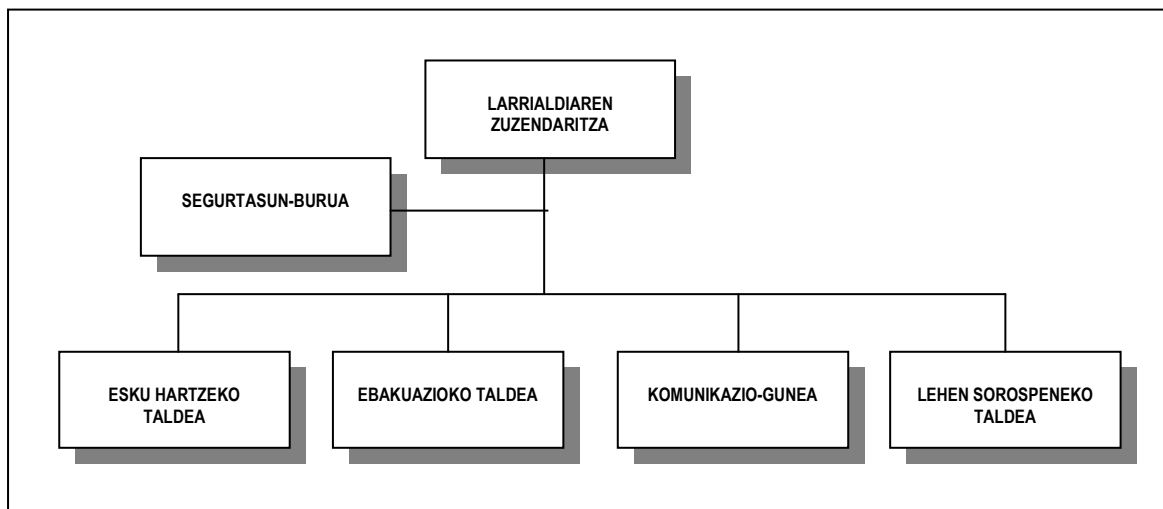 LARRIALDIAREN
ZUZENDARITZA
SEGURTASUN-BURUA
ESKU HARTZEKO
TALDEA
EBAKUAZIOKO TALDEA
KOMUNIKAZIO-GUNEA
LEHEN SOROSPENEKO
TALDEA